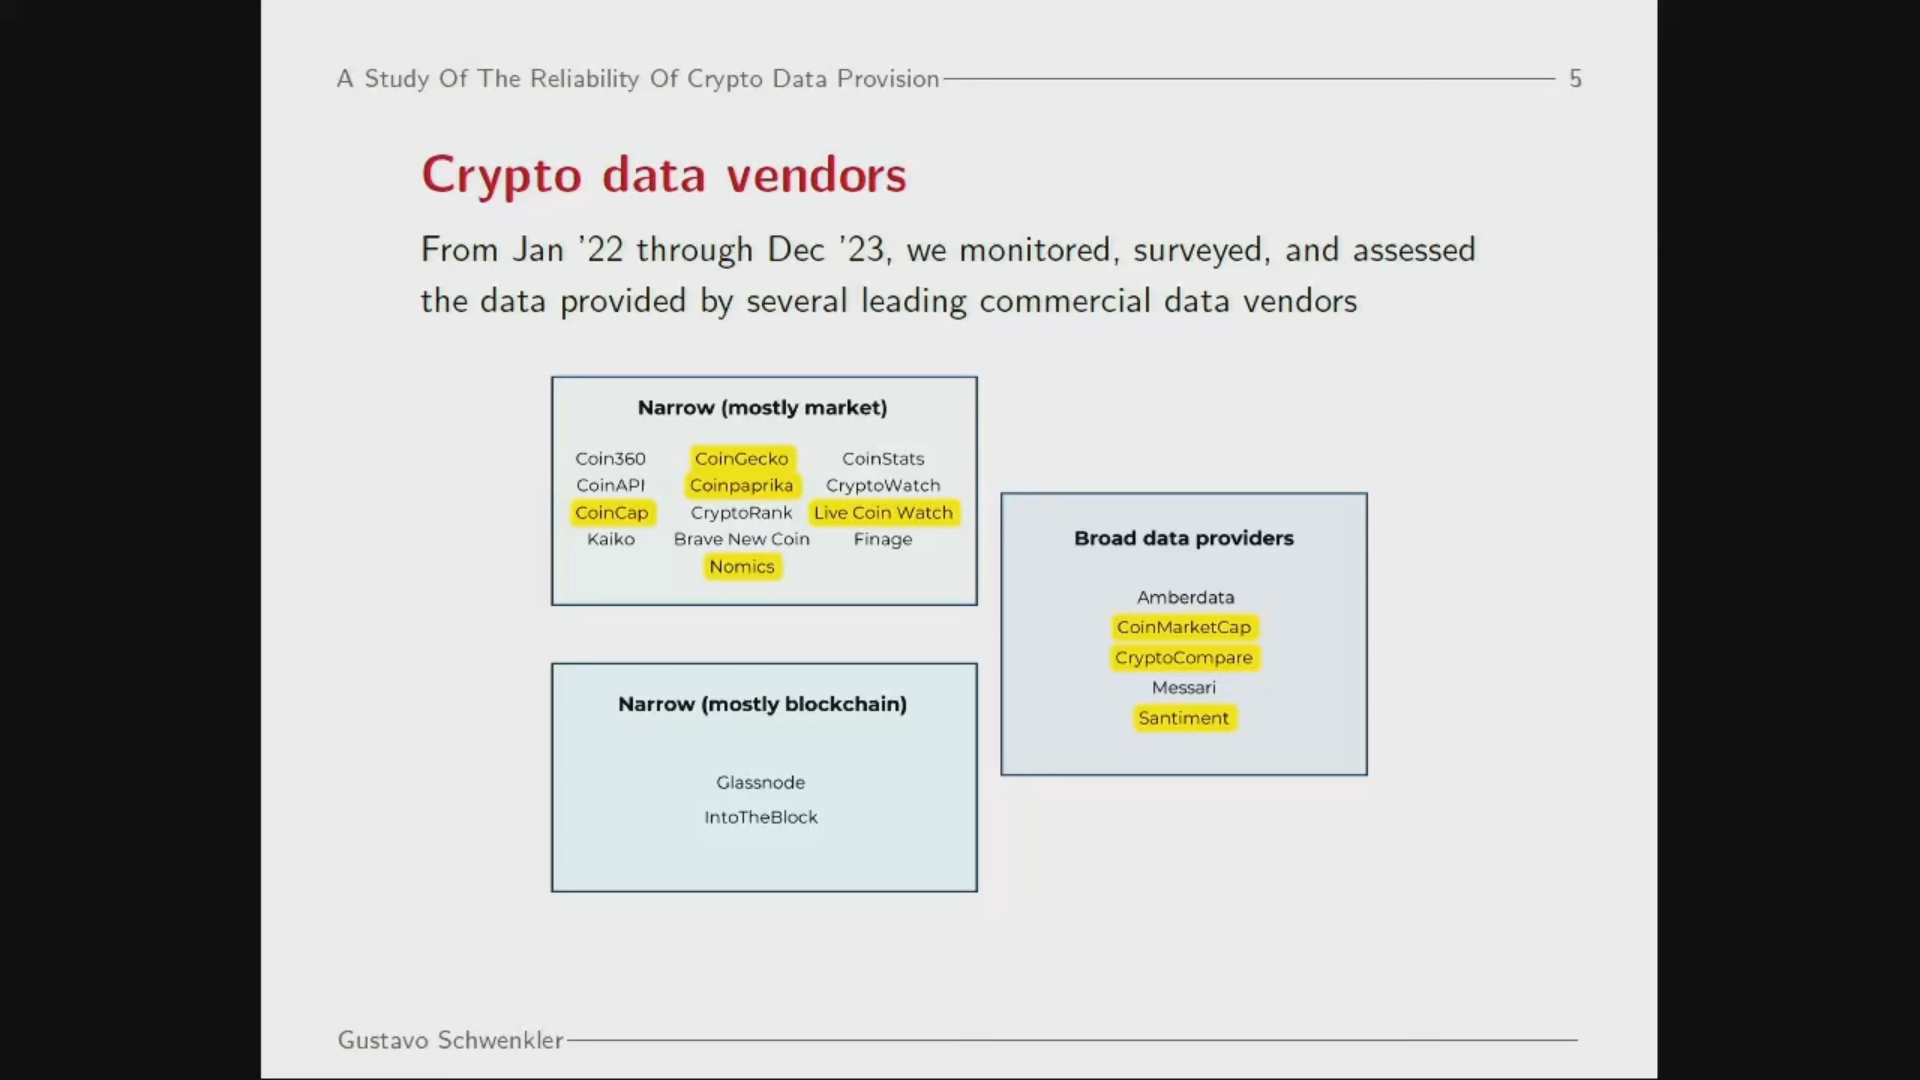 A Study Of The Reliability Of Crypto Data Provision 5
Crypto data vendors
From Jan '22 through Dec '23, we monitored, surveyed, and assessed
the data provided by several leading commercial data vendors
Narrow (mostly market)
Coin360 CoinGecko CoinStats
CoinAPI Coinpaprika CryptoWatch
CoinCap CryptoRank Live Coin Watch
Kaiko Brave New Coin Finage
Nomics
Broad data providers
Amberdata
CoinMarketCap
CryptoCompare
Messari
Santiment
Narrow (mostly blockchain)
Glassnode
IntoTheBlock
Gustavo Schwenkler